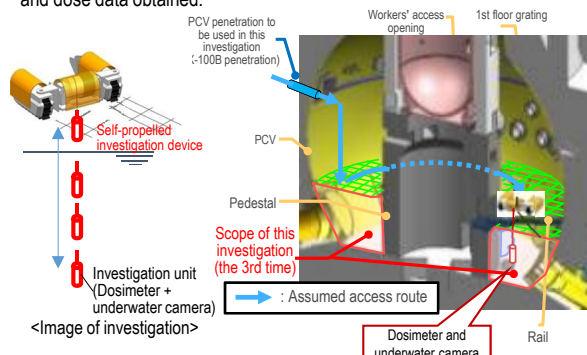 and dose data obtained.
PCV penetration to
be used in this
investigation
(X-100B penetration)
Workers' access
opening
1st floor grating
Self-propelled
investigation device
PCV
Pedestal
Scope of this
investigation
(the 3rd time)
Investigation unit
(Dosimeter +
underwater camera)
<Image of investigation>
: Assumed access route
Dosimeter and
underwater camera
Rail